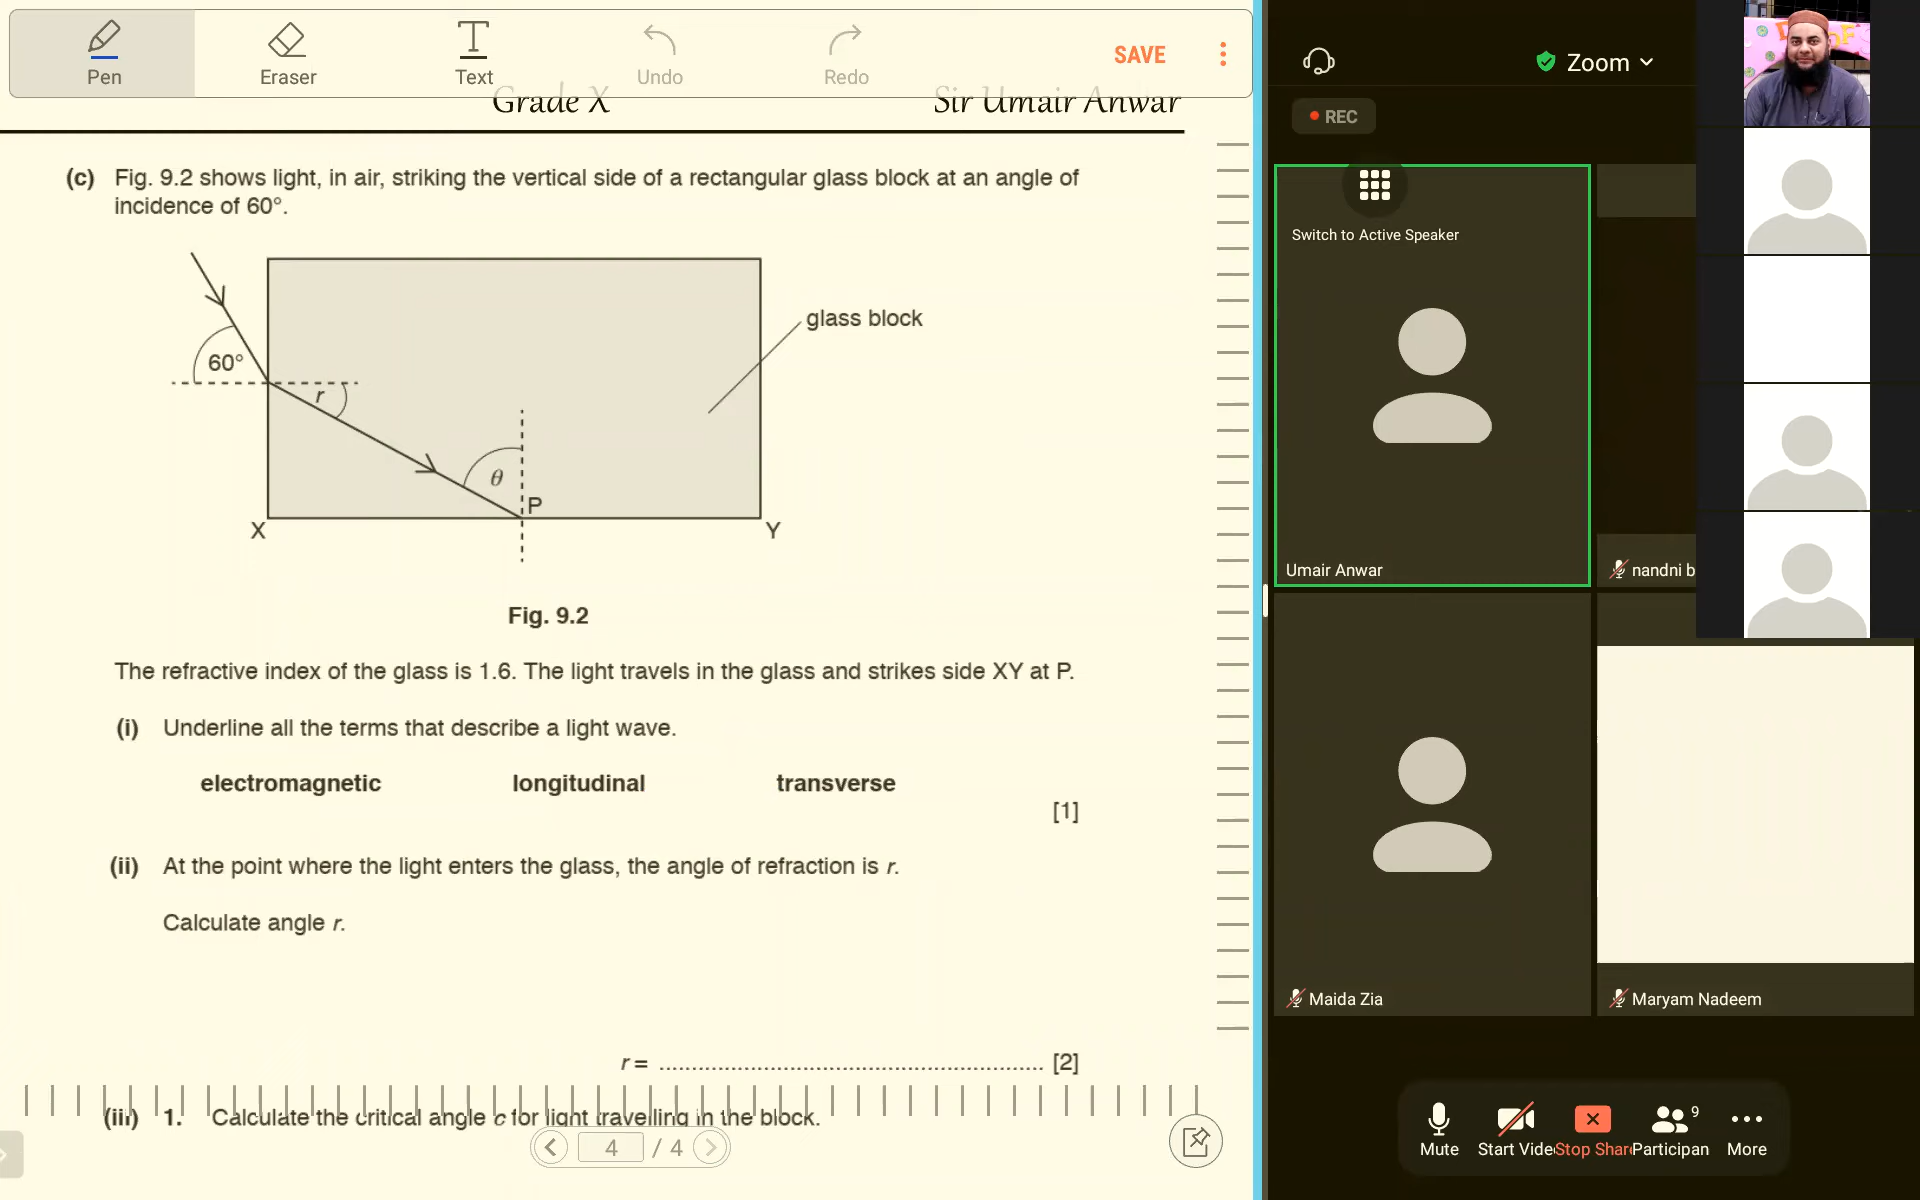 Pen
Eraser
Text
Undo
Redo
SAVE
Grade X
Sir Umair Anwar
(c) Fig. 9.2 shows light, in air, striking the vertical side of a rectangular glass block at an angle of
incidence of 60°.
glass block
60°
r
θ
P
X
Y
Fig. 9.2
The refractive index of the glass is 1.6. The light travels in the glass and strikes side XY at P.
(i) Underline all the terms that describe a light wave.
electromagnetic longitudinal transverse
[1]
(ii) At the point where the light enters the glass, the angle of refraction is r.
Calculate angle r.
r = .......................................................... [2]
(iii) 1. Calculate the critical angle c for light travelling in the block.
4 / 4
Zoom
REC
Switch to Active Speaker
Umair Anwar
nandni b
Maida Zia
Maryam Nadeem
9
Mute
Start Vide
Stop Shar
Participan
More